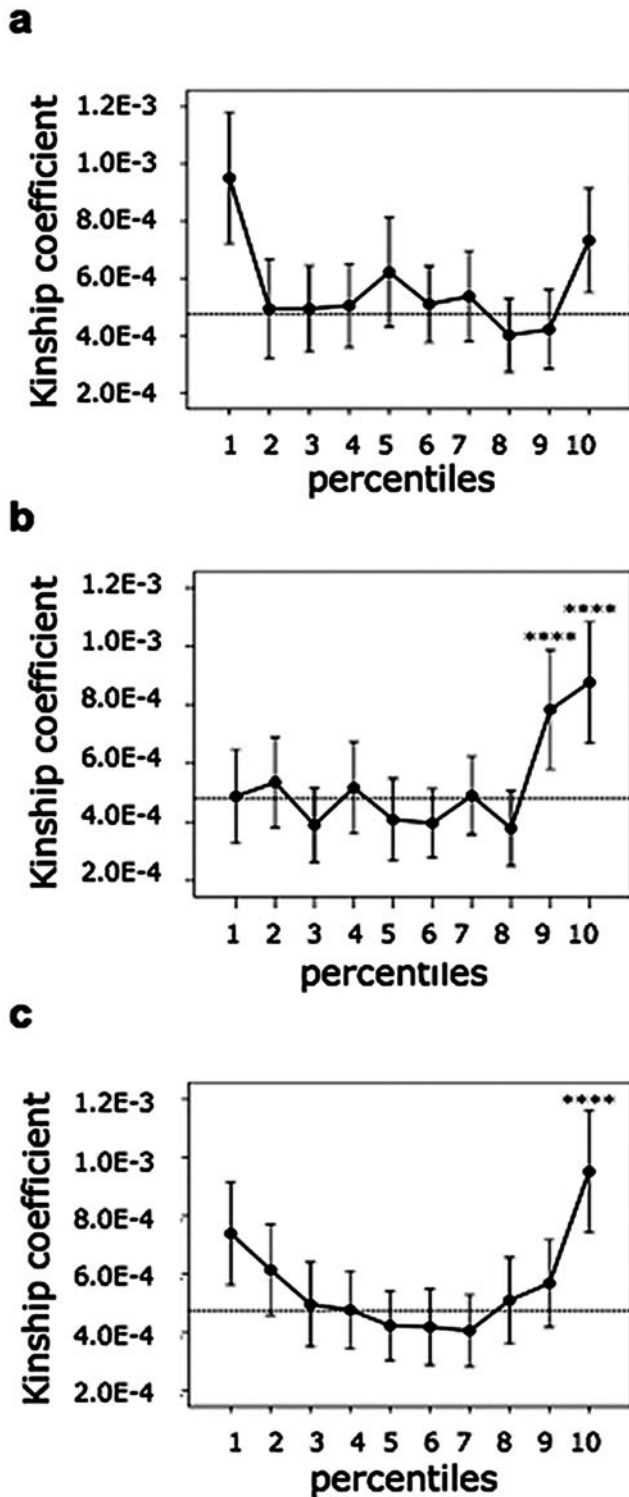 a
Kinship coefficient
1.2E-3
1.0E-3
8.0E-4
6.0E-4
4.0E-4
2.0E-4
1 2 3 4 5 6 7 8 9 10
percentiles
b
Kinship coefficient
1.2E-3
1.0E-3
8.0E-4
6.0E-4
4.0E-4
2.0E-4
****
****
1 2 3 4 5 6 7 8 9 10
percentiles
c
Kinship coefficient
1.2E-3
1.0E-3
8.0E-4
6.0E-4
4.0E-4
2.0E-4
****
1 2 3 4 5 6 7 8 9 10
percentiles